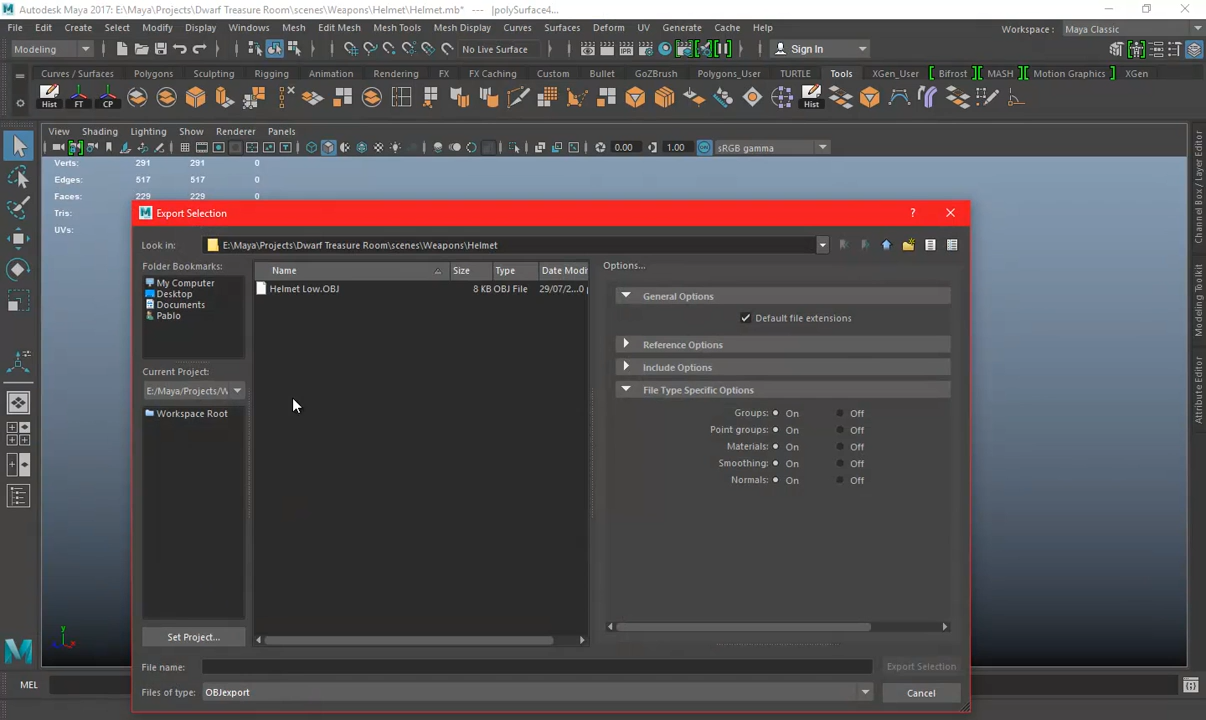 Autodesk Maya 2017: E:\Maya\Projects\Dwarf Treasure Room\scenes\Weapons\Helmet\Helmet.mb* --- |polySurface4...
File Edit Create Select Modify Display Windows Mesh Edit Mesh Mesh Tools Mesh Display Curves Surfaces Deform UV Generate Cache Help Workspace : Maya Classic
Modeling No Live Surface Sign In
Curves / Surfaces Polygons Sculpting Rigging Animation Rendering FX FX Caching Custom Bullet GoZBrush Polygons_User TURTLE Tools XGen_User Bifrost MASH Motion Graphics XGen
Hist FT CP Hist
View Shading Lighting Show Renderer Panels
0.00 1.00 sRGB gamma
Verts: 291 291 0
Edges: 517 517 0
Faces: 229 229 0
Tris:
UVs:
Export Selection ?
Look in: E:\Maya\Projects\Dwarf Treasure Room\scenes\Weapons\Helmet
Folder Bookmarks:
My Computer
Desktop
Documents
Pablo
Current Project:
E:/Maya/Projects/W
Workspace Root
Set Project...
Name Size Type Date Modi
Helmet Low.OBJ 8 KB OBJ File 29/07/2...0
Options...
General Options
Default file extensions
Reference Options
Include Options
File Type Specific Options
Groups: On Off
Point groups: On Off
Materials: On Off
Smoothing: On Off
Normals: On Off
File name: Export Selection
Files of type: OBJexport Cancel
Channel Box / Layer Editor
Modeling Toolkit
Attribute Editor
MEL